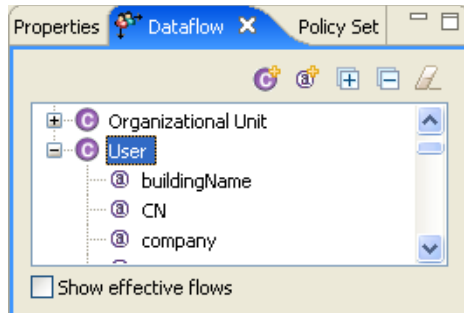 Properties Dataflow Policy Set
Organizational Unit
User
buildingName
CN
company
Show effective flows